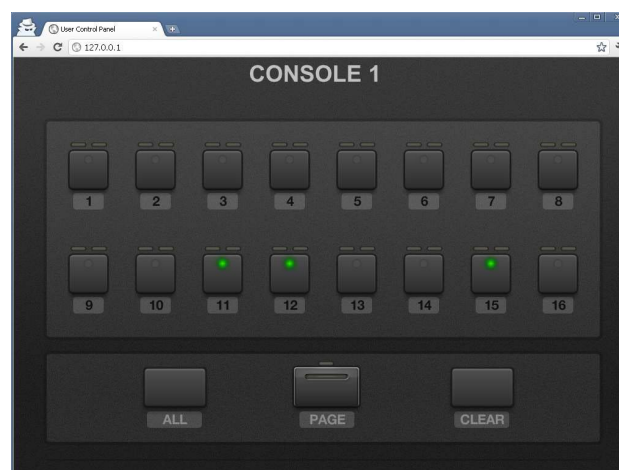 User Control Panel
127.0.0.1
CONSOLE 1
1 2 3 4 5 6 7 8
9 10 11 12 13 14 15 16
ALL PAGE CLEAR